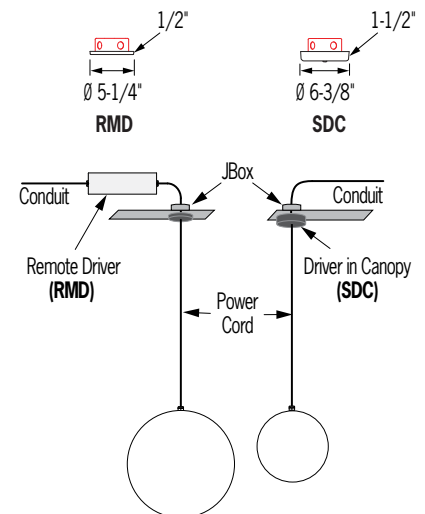 1/2"
1-1/2"
Ø 5-1/4"
Ø 6-3/8"
RMD
SDC
JBox
Conduit
Conduit
Remote Driver
(RMD)
Driver in Canopy
(SDC)
Power
Cord